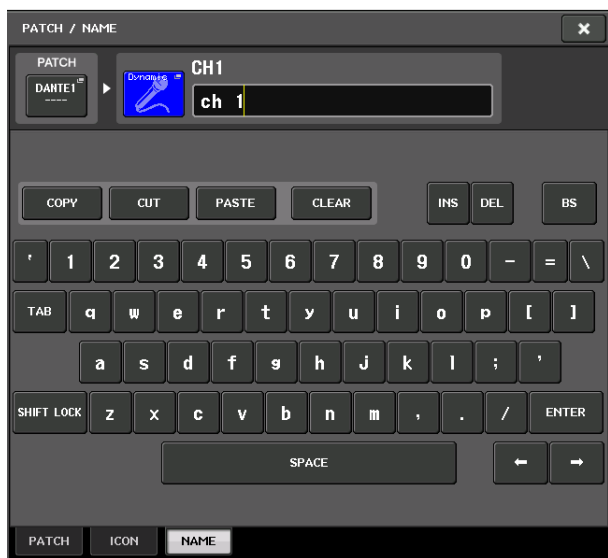 PATCH / NAME
PATCH
DANTE1
----
Dynamic
CH1
ch 1
COPY CUT PASTE CLEAR INS DEL BS
' 1 2 3 4 5 6 7 8 9 0 - = \
TAB q w e r t y u i o p [ ]
a s d f g h j k l ; '
SHIFT LOCK z x c v b n m , . / ENTER
SPACE ← →
PATCH ICON NAME